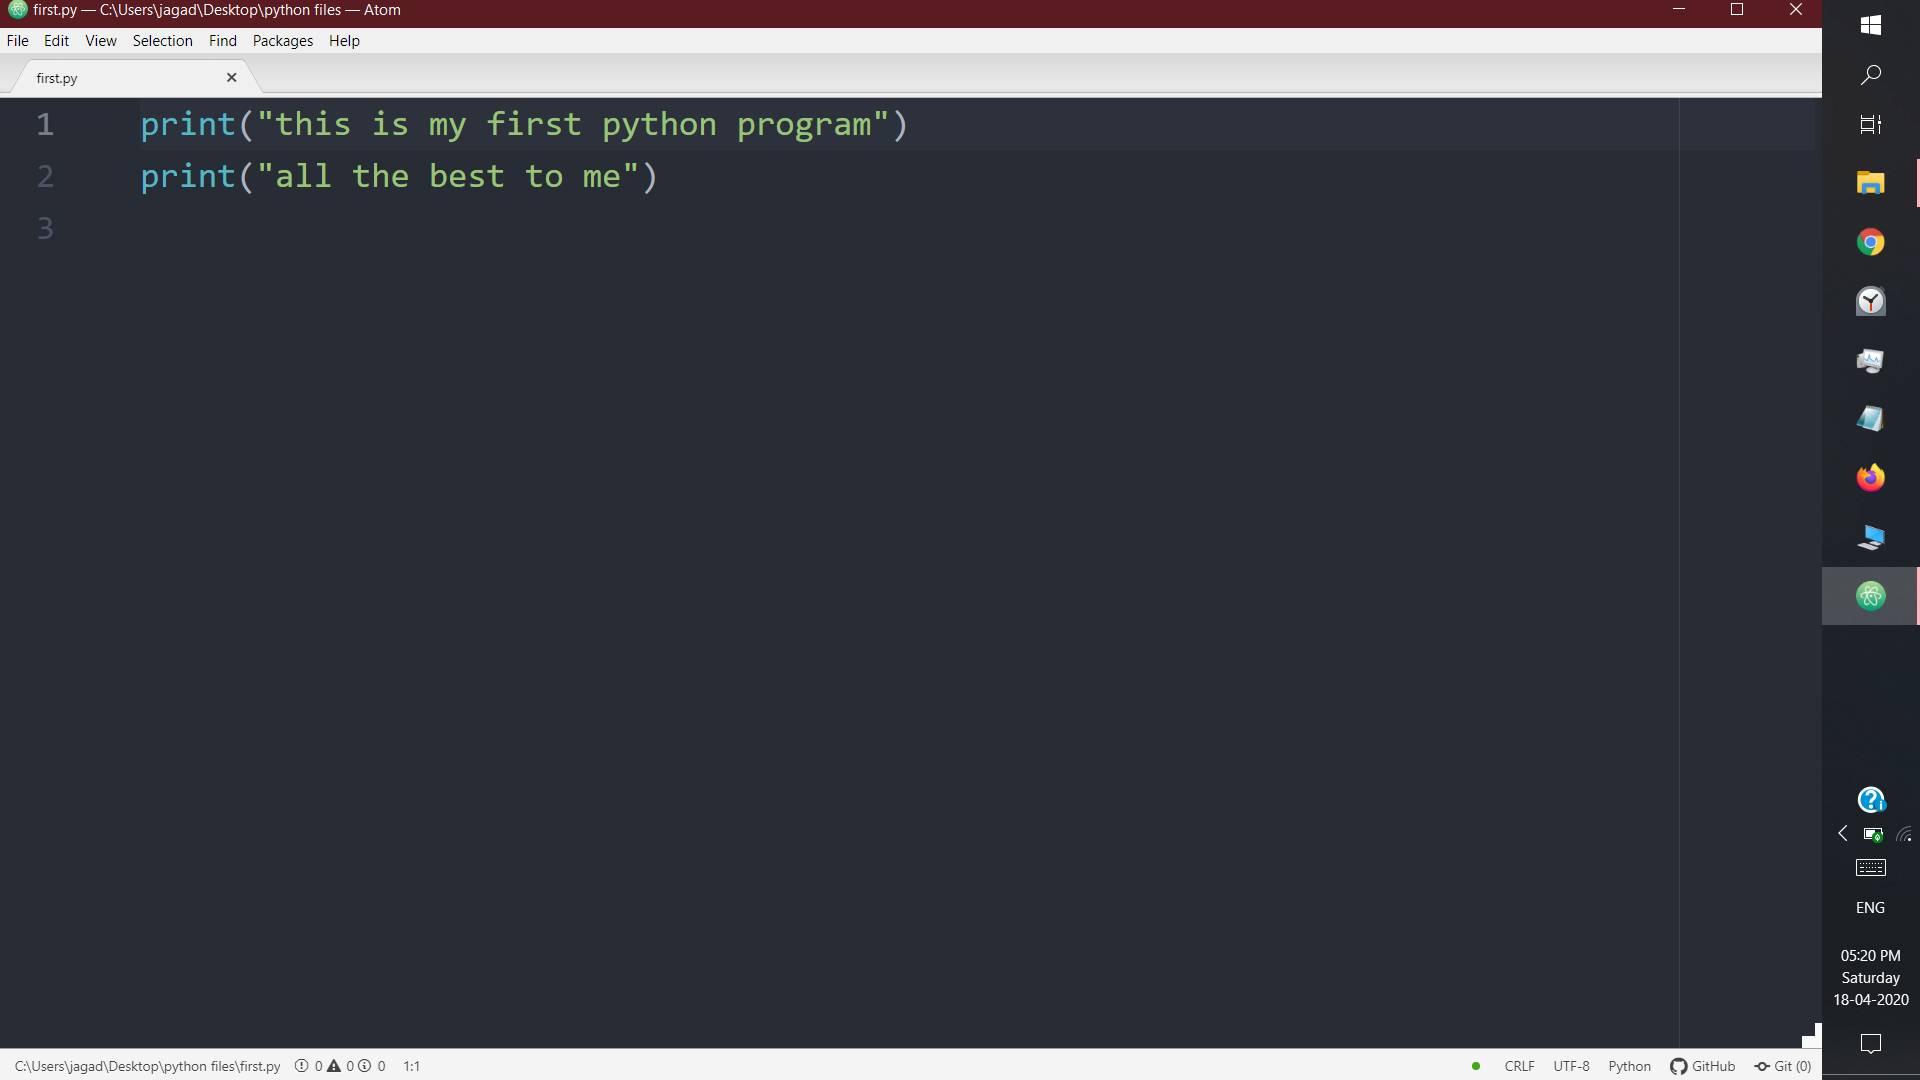 first.py — C:\Users\jagad\Desktop\python files — Atom
File Edit View Selection Find Packages Help
first.py
1 print("this is my first python program")
2 print("all the best to me")
3
ENG
05:20 PM
Saturday
18-04-2020
C:\Users\jagad\Desktop\python files\first.py 0 0 0 1:1 CRLF UTF-8 Python GitHub Git (0)